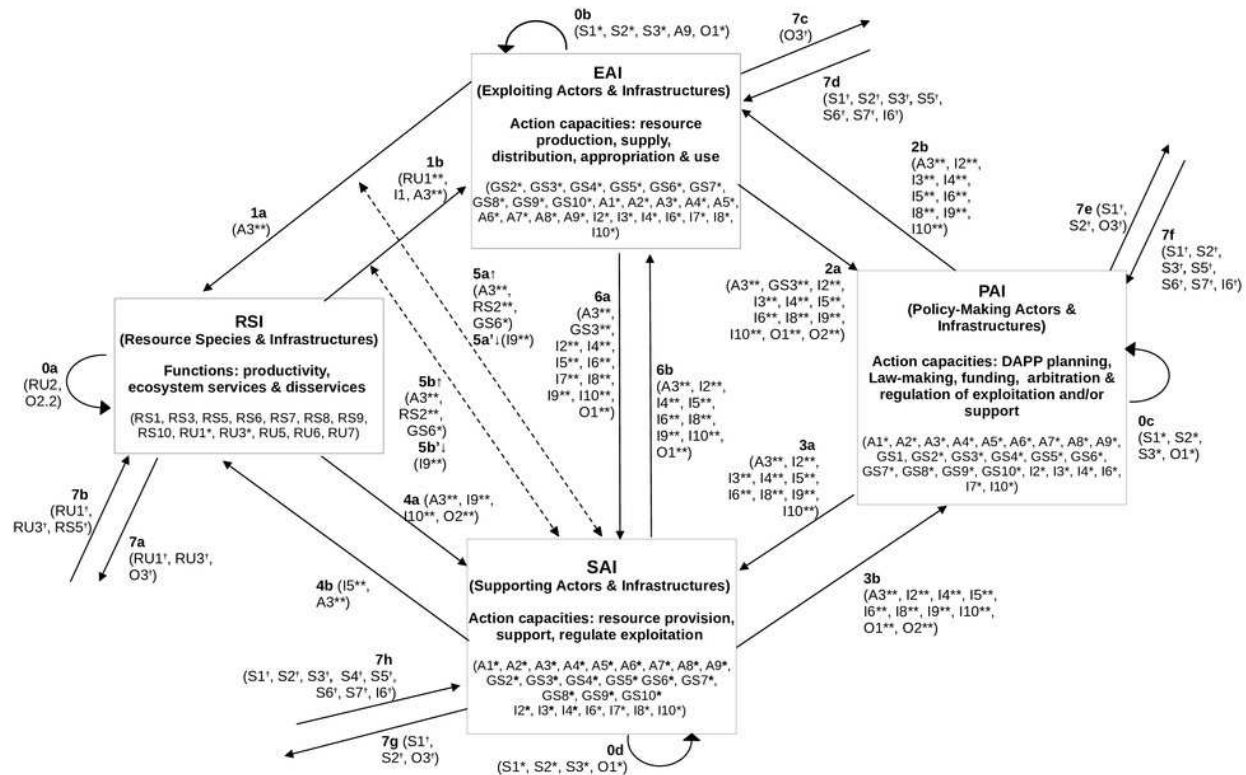 0b
(S1*, S2*, S3*, A9, O1*)
7c
(O3†)
EAI
(Exploiting Actors & Infrastructures)
Action capacities: resource
production, supply,
distribution, appropriation & use
(GS2*, GS3*, GS4*, GS5*, GS6*, GS7*,
GS8*, GS9*, GS10*, A1*, A2*, A3*, A4*, A5*,
A6*, A7*, A8*, A9*, I2*, I3*, I4*, I6*, I7*, I8*,
I10*)
7d
(S1†, S2†, S3†, S5†,
S6†, S7†, I6†)
2b
(A3**, I2**,
I3**, I4**,
I5**, I6**,
I8**, I9**,
I10**)
1b
(RU1**,
I1, A3**)
1a
(A3**)
7e (S1†,
S2†, O3†)
7f
(S1†, S2†,
S3†, S5†,
S6†, S7†, I6†)
2a
(A3**, GS3**, I2**,
I3**, I4**, I5**,
I6**, I8**, I9**,
I10**, O1**, O2**)
5a↑
(A3**,
RS2**,
GS6*)
5a'↓(I9**)
6a
(A3**,
GS3**,
I2**, I4**,
I5**, I6**,
I7**, I8**,
I9**, I10**,
O1**)
RSI
(Resource Species & Infrastructures)
Functions: productivity,
ecosystem services & disservices
(RS1, RS3, RS5, RS6, RS7, RS8, RS9,
RS10, RU1*, RU3*, RU5, RU6, RU7)
PAI
(Policy-Making Actors &
Infrastructures)
Action capacities: DAPP planning,
Law-making, funding, arbitration &
regulation of exploitation and/or
support
(A1*, A2*, A3*, A4*, A5*, A6*, A7*, A8*, A9*,
GS1, GS2*, GS3*, GS4*, GS5*, GS6*,
GS7*, GS8*, GS9*, GS10*, I2*, I3*, I4*, I6*,
I7*, I10*)
0a
(RU2,
O2.2)
5b↑
(A3**,
RS2**,
GS6*)
5b'↓
(I9**)
6b
(A3**, I2**,
I4**, I5**,
I6**, I8**,
I9**, I10**,
O1**)
0c
(S1*, S2*,
S3*, O1*)
3a
(A3**, I2**,
I3**, I4**, I5**,
I6**, I8**, I9**,
I10**)
7b
(RU1†,
RU3†, RS5†)
4a (A3**, I9**,
I10**, O2**)
7a
(RU1†, RU3†,
O3†)
4b (I5**,
A3**)
SAI
(Supporting Actors & Infrastructures)
Action capacities: resource provision,
support, regulate exploitation
(A1*, A2*, A3*, A4*, A5*, A6*, A7*, A8*, A9*,
GS2*, GS3*, GS4*, GS5* GS6*, GS7*,
GS8*, GS9*, GS10*
I2*, I3*, I4*, I6*, I7*, I8*, I10*)
3b
(A3**, I2**, I4**, I5**,
I6**, I8**, I9**, I10**,
O1**, O2**)
7h
(S1†, S2†, S3†, S4†, S5†,
S6†, S7†, I6†)
7g (S1†,
S2†, O3†)
0d
(S1*, S2*, S3*, O1*)